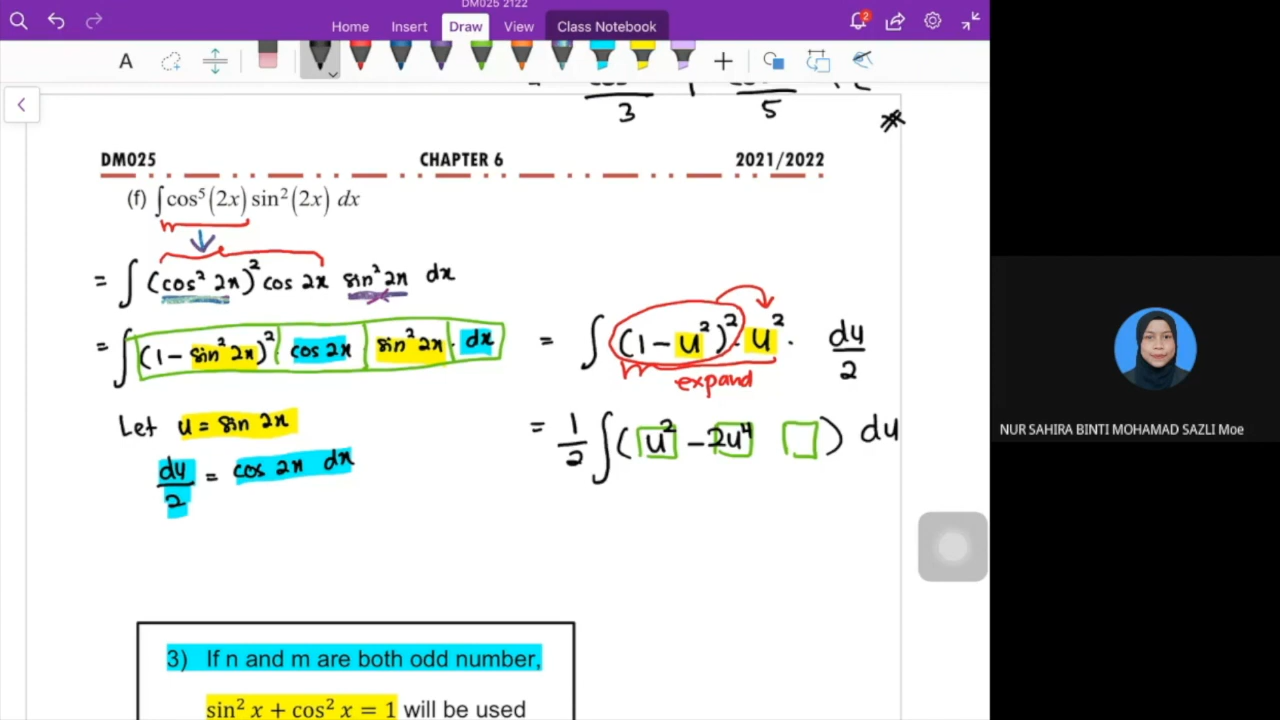 DM025 2122
Home Insert Draw View Class Notebook
2
A
3 5
DM025 CHAPTER 6 2021/2022
(f) ∫cos⁵(2x) sin²(2x) dx
= ∫ (cos² 2x)² cos 2x sin² 2x dx
= ∫ (1 − sin² 2x)² · cos 2x · sin² 2x · dx
= ∫ (1 − u²)² · u² · du/2
expand
Let u = sin 2x
= 1/2 ∫ (u² − 2u⁴ ) du
du/2 = cos 2x dx
NUR SAHIRA BINTI MOHAMAD SAZLI Moe
3) If n and m are both odd number,
sin² x + cos² x = 1 will be used